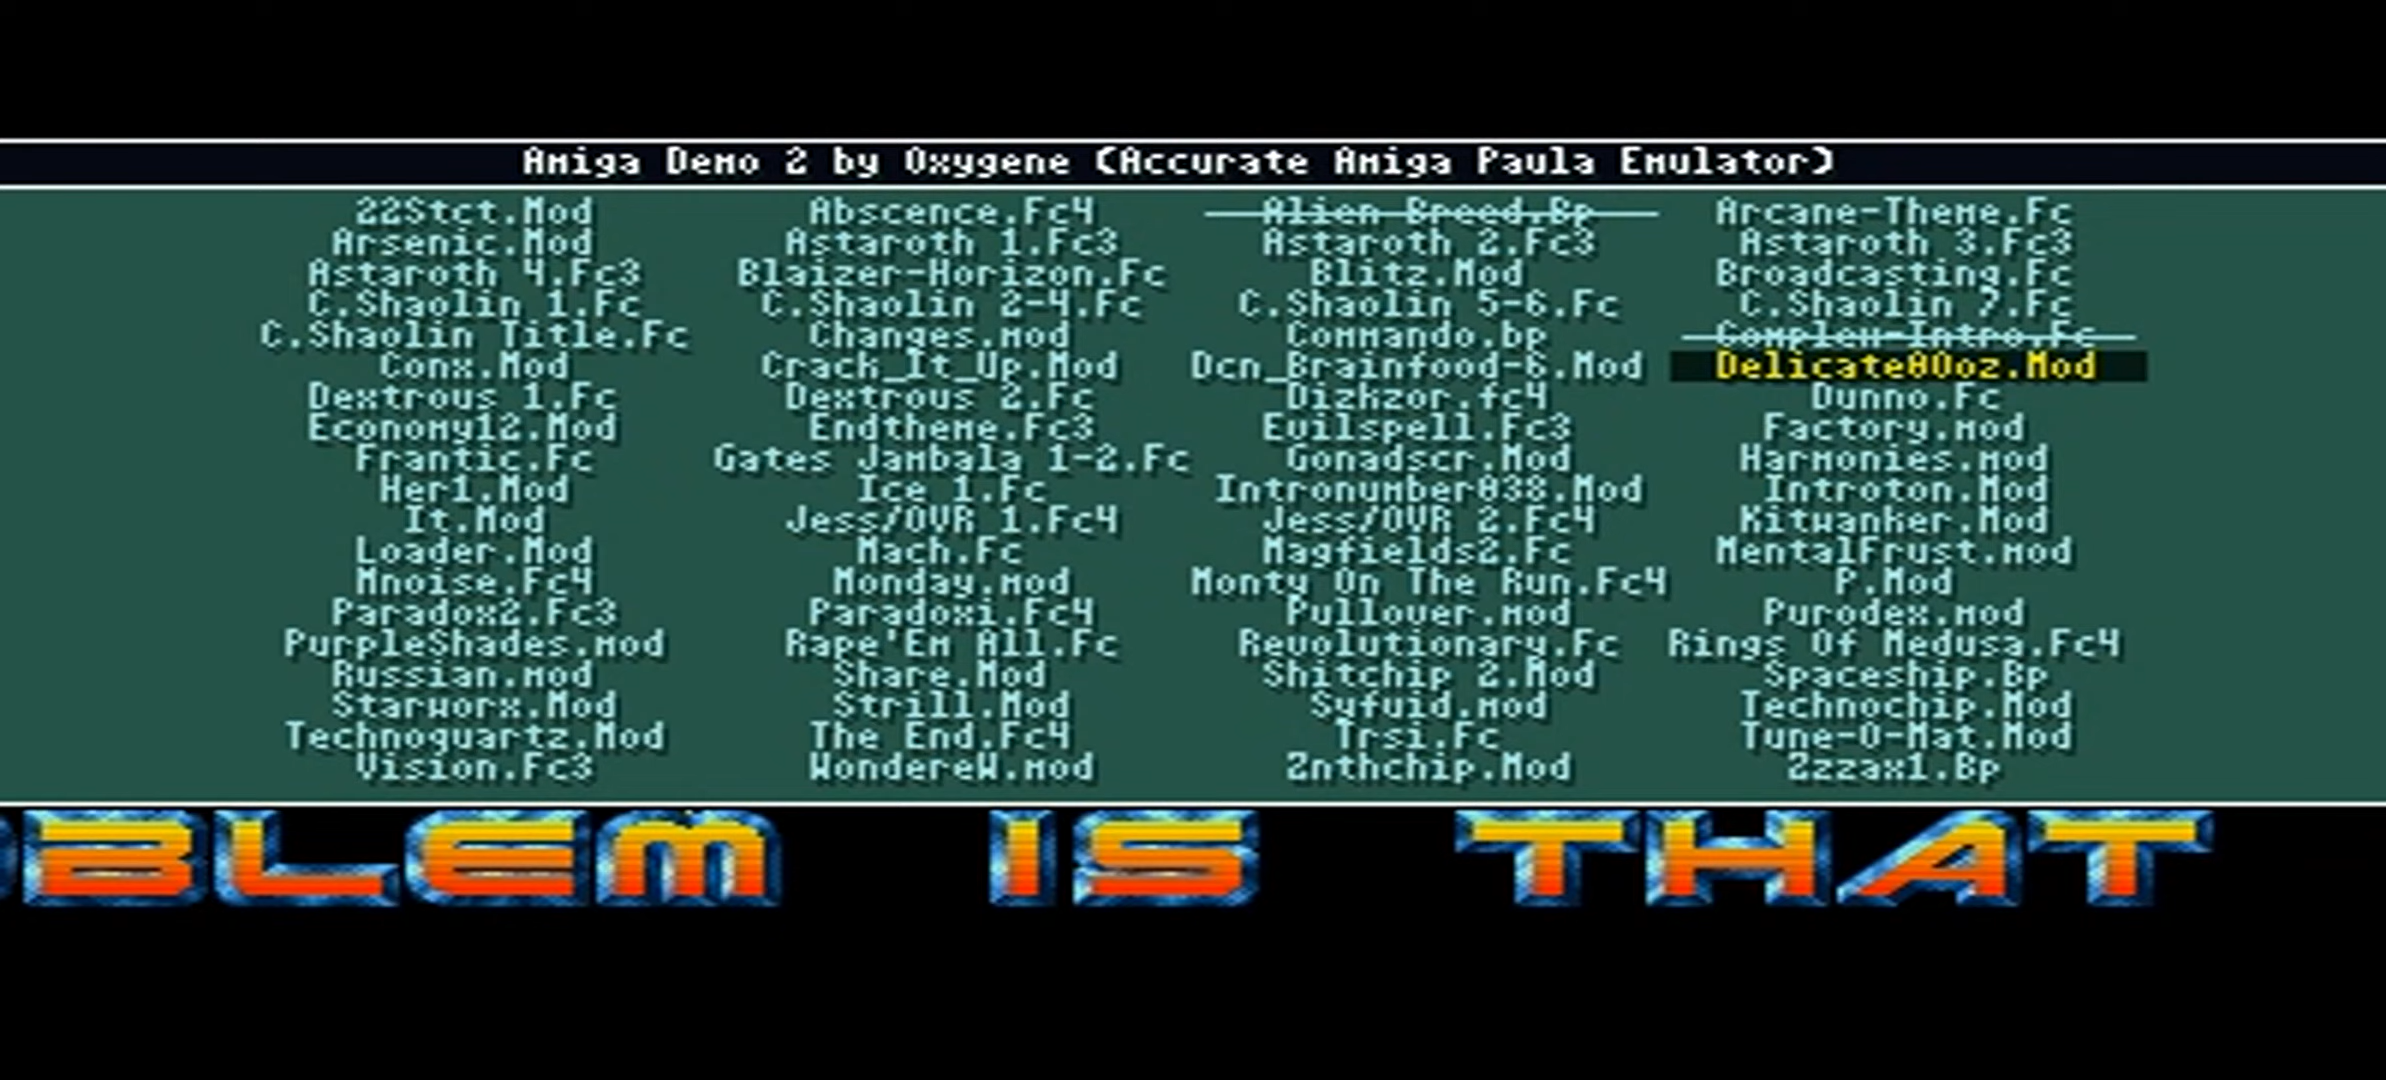 Amiga Demo 2 by Oxygene (Accurate Amiga Paula Emulator)
22Stct.Mod Abscence.Fc4 Alien Breed.Bp Arcane-Theme.Fc
Arsenic.Mod Astaroth 1.Fc3 Astaroth 2.Fc3 Astaroth 3.Fc3
Astaroth 4.Fc3 Blaizer-Horizon.Fc Blitz.Mod Broadcasting.Fc
C.Shaolin 1.Fc C.Shaolin 2-4.Fc C.Shaolin 5-6.Fc C.Shaolin 7.Fc
C.Shaolin Title.Fc Changes.mod Commando.bp Complex-Intro.Fc
Conx.Mod Crack_It_Up.Mod Dcn_Brainfood-6.Mod Delicate00oz.Mod
Dextrous 1.Fc Dextrous 2.Fc Dizkzor.fc4 Dunno.Fc
Economy12.Mod Endtheme.Fc3 Evilspell.Fc3 Factory.mod
Frantic.Fc Gates Jambala 1-2.Fc Gonadscr.Mod Harmonies.mod
Her1.Mod Ice 1.Fc Intronumber038.Mod Introton.Mod
It.Mod Jess/OVR 1.Fc4 Jess/OVR 2.Fc4 Kitwanker.Mod
Loader.Mod Mach.Fc Magfields2.Fc MentalFrust.mod
Mnoise.Fc4 Monday.mod Monty On The Run.Fc4 P.Mod
Paradox2.Fc3 Paradoxi.Fc4 Pullover.mod Purodex.mod
PurpleShades.mod Rape'Em All.Fc Revolutionary.Fc Rings Of Medusa.Fc4
Russian.mod Share.Mod Shitchip 2.Mod Spaceship.Bp
Starworx.Mod Strill.Mod Syfuid.mod Technochip.Mod
Technoquartz.Mod The End.Fc4 Trsi.Fc Tune-O-Mat.Mod
Vision.Fc3 WondereW.mod Znthchip.Mod Zzzax1.Bp
BLEM IS THAT